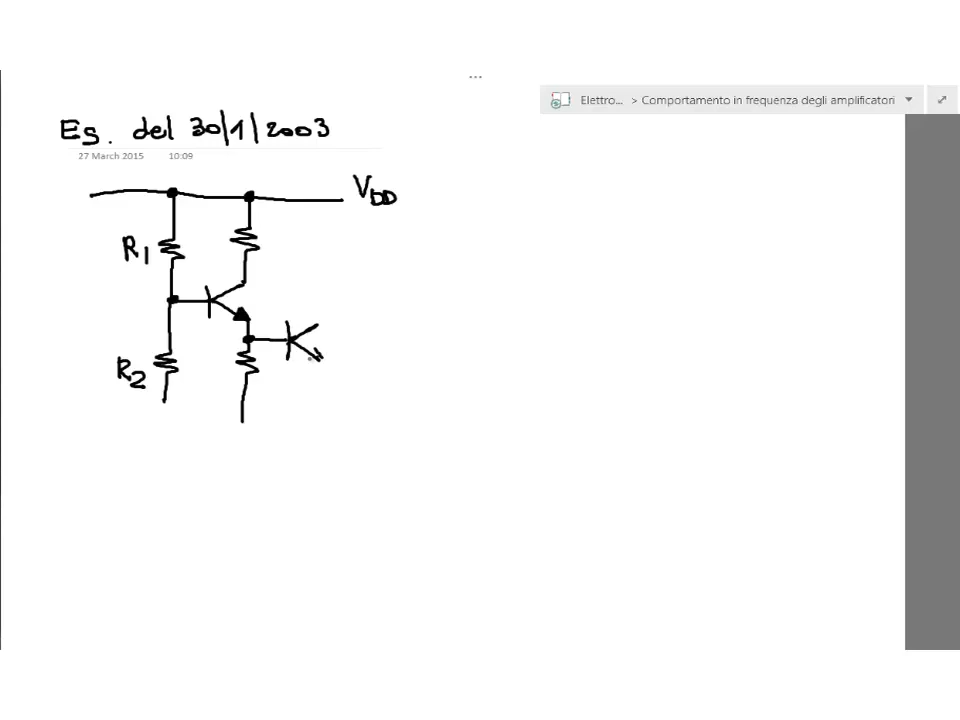 Elettro... > Comportamento in frequenza degli amplificatori
Es. del 30/1/2003
27 March 2015 10:09
VDD
R1
R2